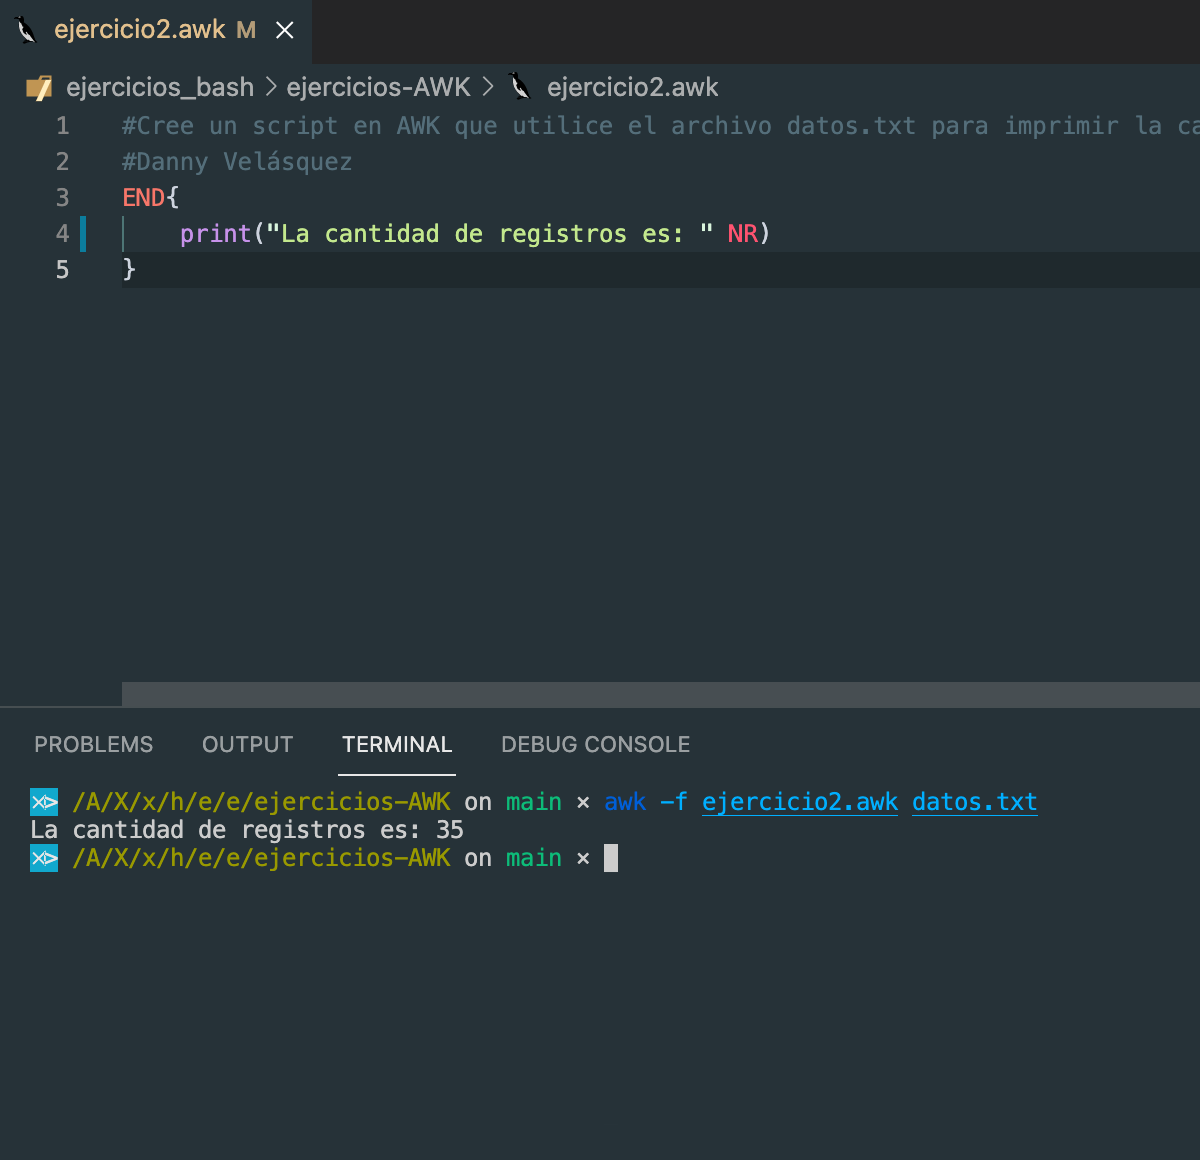 ejercicio2.awk M
ejercicios_bash > ejercicios-AWK > ejercicio2.awk
1 #Cree un script en AWK que utilice el archivo datos.txt para imprimir la ca
2 #Danny Velásquez
3 END{
4 print("La cantidad de registros es: " NR)
5 }
PROBLEMS OUTPUT TERMINAL DEBUG CONSOLE
/A/X/x/h/e/e/ejercicios-AWK on main × awk -f ejercicio2.awk datos.txt
La cantidad de registros es: 35
/A/X/x/h/e/e/ejercicios-AWK on main ×